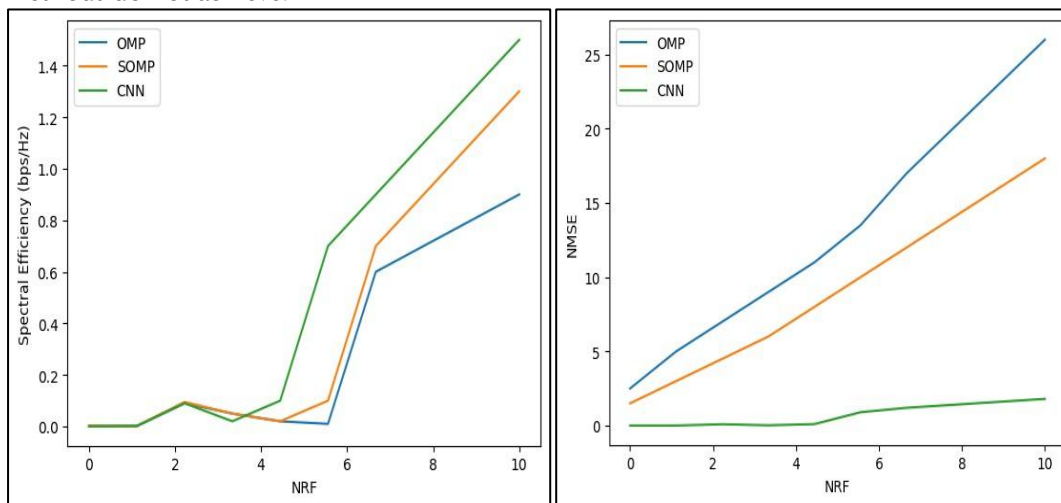 OMP
SOMP
CNN
Spectral Efficiency (bps/Hz)
1.4
1.2
1.0
0.8
0.6
0.4
0.2
0.0
0 2 4 6 8 10
NRF
OMP
SOMP
CNN
NMSE
25
20
15
10
5
0
0 2 4 6 8 10
NRF